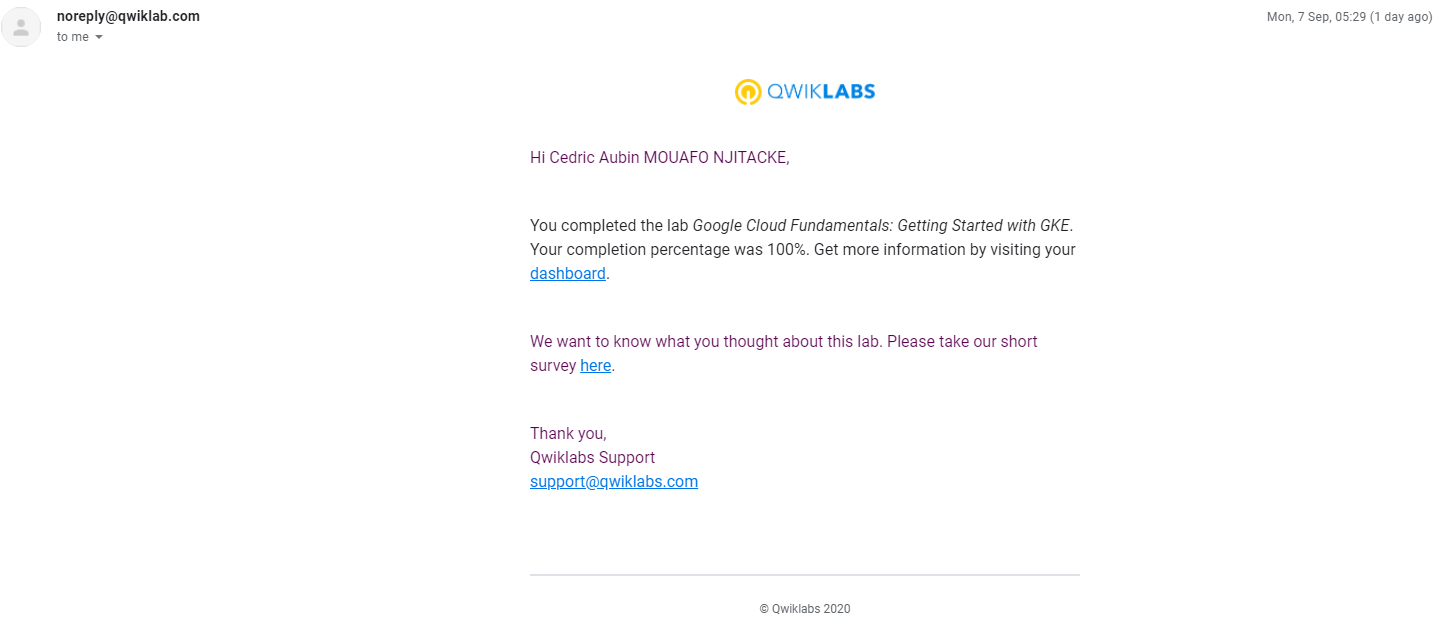 noreply@qwiklab.com
Mon, 7 Sep, 05:29 (1 day ago)
to me
QWIKLABS
Hi Cedric Aubin MOUAFO NJITACKE,
You completed the lab Google Cloud Fundamentals: Getting Started with GKE.
Your completion percentage was 100%. Get more information by visiting your
dashboard.
We want to know what you thought about this lab. Please take our short
survey here.
Thank you,
Qwiklabs Support
support@qwiklabs.com
© Qwiklabs 2020